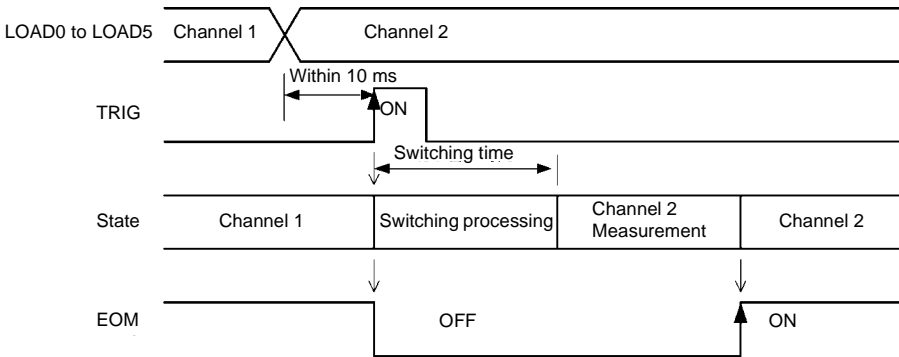 LOAD0 to LOAD5 Channel 1 Channel 2
Within 10 ms
TRIG ON
Switching time
State Channel 1 Switching processing Channel 2
Measurement Channel 2
EOM OFF ON